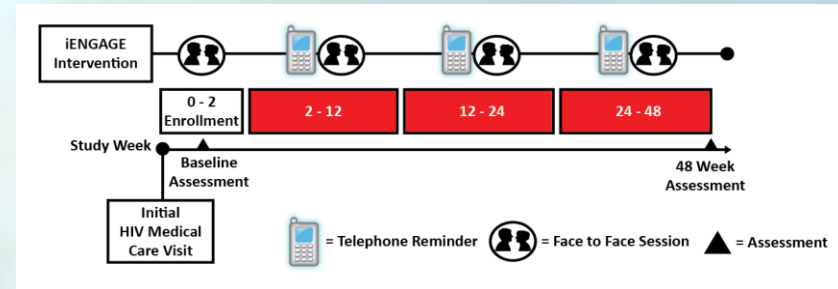 iENGAGE
Intervention
0 - 2
Enrollment
2 - 12
12 - 24
24 - 48
Study Week
Baseline
Assessment
48 Week
Assessment
Initial
HIV Medical
Care Visit
= Telephone Reminder
= Face to Face Session
= Assessment